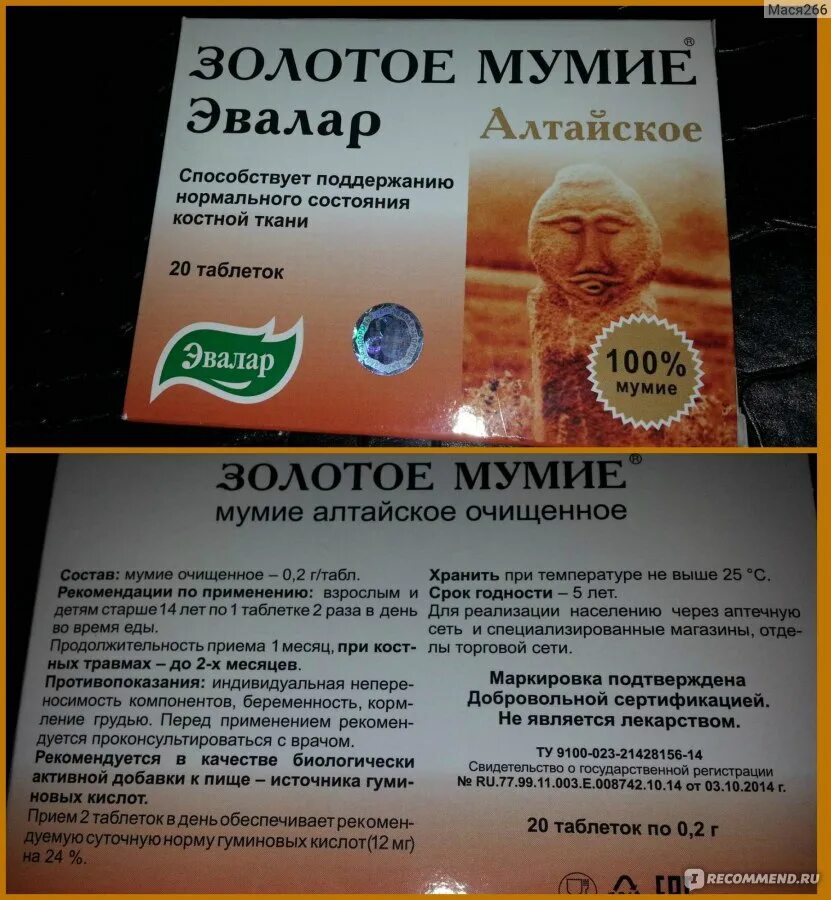 Мася266
ЗОЛОТОЕ МУМИЕ®
Эвалар
Алтайское
Способствует поддержанию
нормального состояния
костной ткани
20 таблеток
Эвалар
100%
мумие
ЗОЛОТОЕ МУМИЕ®
мумие алтайское очищенное
Состав: мумие очищенное – 0,2 г/табл.
Рекомендации по применению: взрослым и
детям старше 14 лет по 1 таблетке 2 раза в день
во время еды.
Продолжительность приема 1 месяц, при кост-
ных травмах – до 2-х месяцев.
Противопоказания: индивидуальная непере-
носимость компонентов, беременность, корм-
ление грудью. Перед применением рекомен-
дуется проконсультироваться с врачом.
Рекомендуется в качестве биологически
активной добавки к пище – источника гуми-
новых кислот.
Прием 2 таблеток в день обеспечивает рекомен-
дуемую суточную норму гуминовых кислот (12 мг)
на 24 %.
Хранить при температуре не выше 25 °С.
Срок годности – 5 лет.
Для реализации населению через аптечную
сеть и специализированные магазины, отде-
лы торговой сети.
Маркировка подтверждена
Добровольной сертификацией.
Не является лекарством.
ТУ 9100-023-21428156-14
Свидетельство о государственной регистрации
№ RU.77.99.11.003.Е.008742.10.14 от 03.10.2014 г.
20 таблеток по 0,2 г
EAC
IRECOMMEND.RU